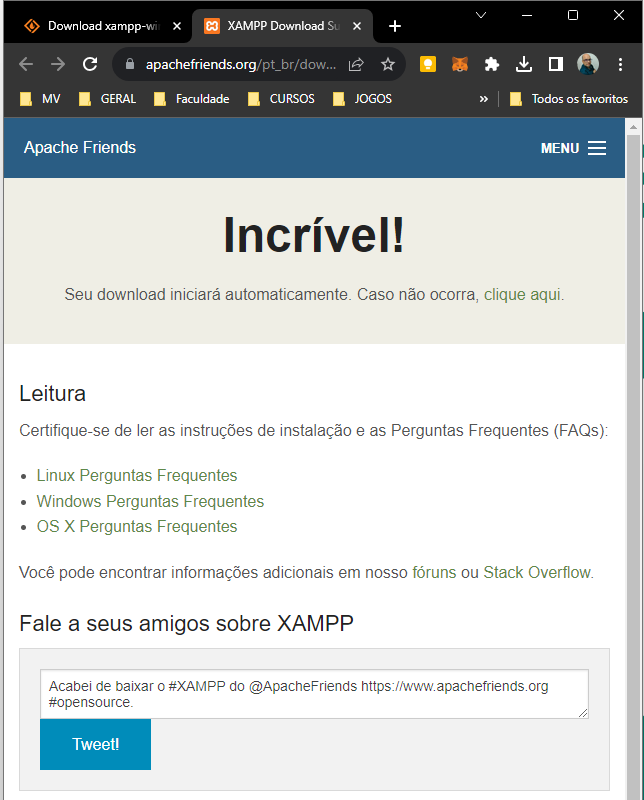 Download xampp-wi
XAMPP Download Su
apachefriends.org/pt_br/dow...
MV
GERAL
Faculdade
CURSOS
JOGOS
»
Todos os favoritos
Apache Friends
MENU
Incrível!
Seu download iniciará automaticamente. Caso não ocorra, clique aqui.
Leitura
Certifique-se de ler as instruções de instalação e as Perguntas Frequentes (FAQs):
• Linux Perguntas Frequentes
• Windows Perguntas Frequentes
• OS X Perguntas Frequentes
Você pode encontrar informações adicionais em nosso fóruns ou Stack Overflow.
Fale a seus amigos sobre XAMPP
Acabei de baixar o #XAMPP do @ApacheFriends https://www.apachefriends.org
#opensource.
Tweet!